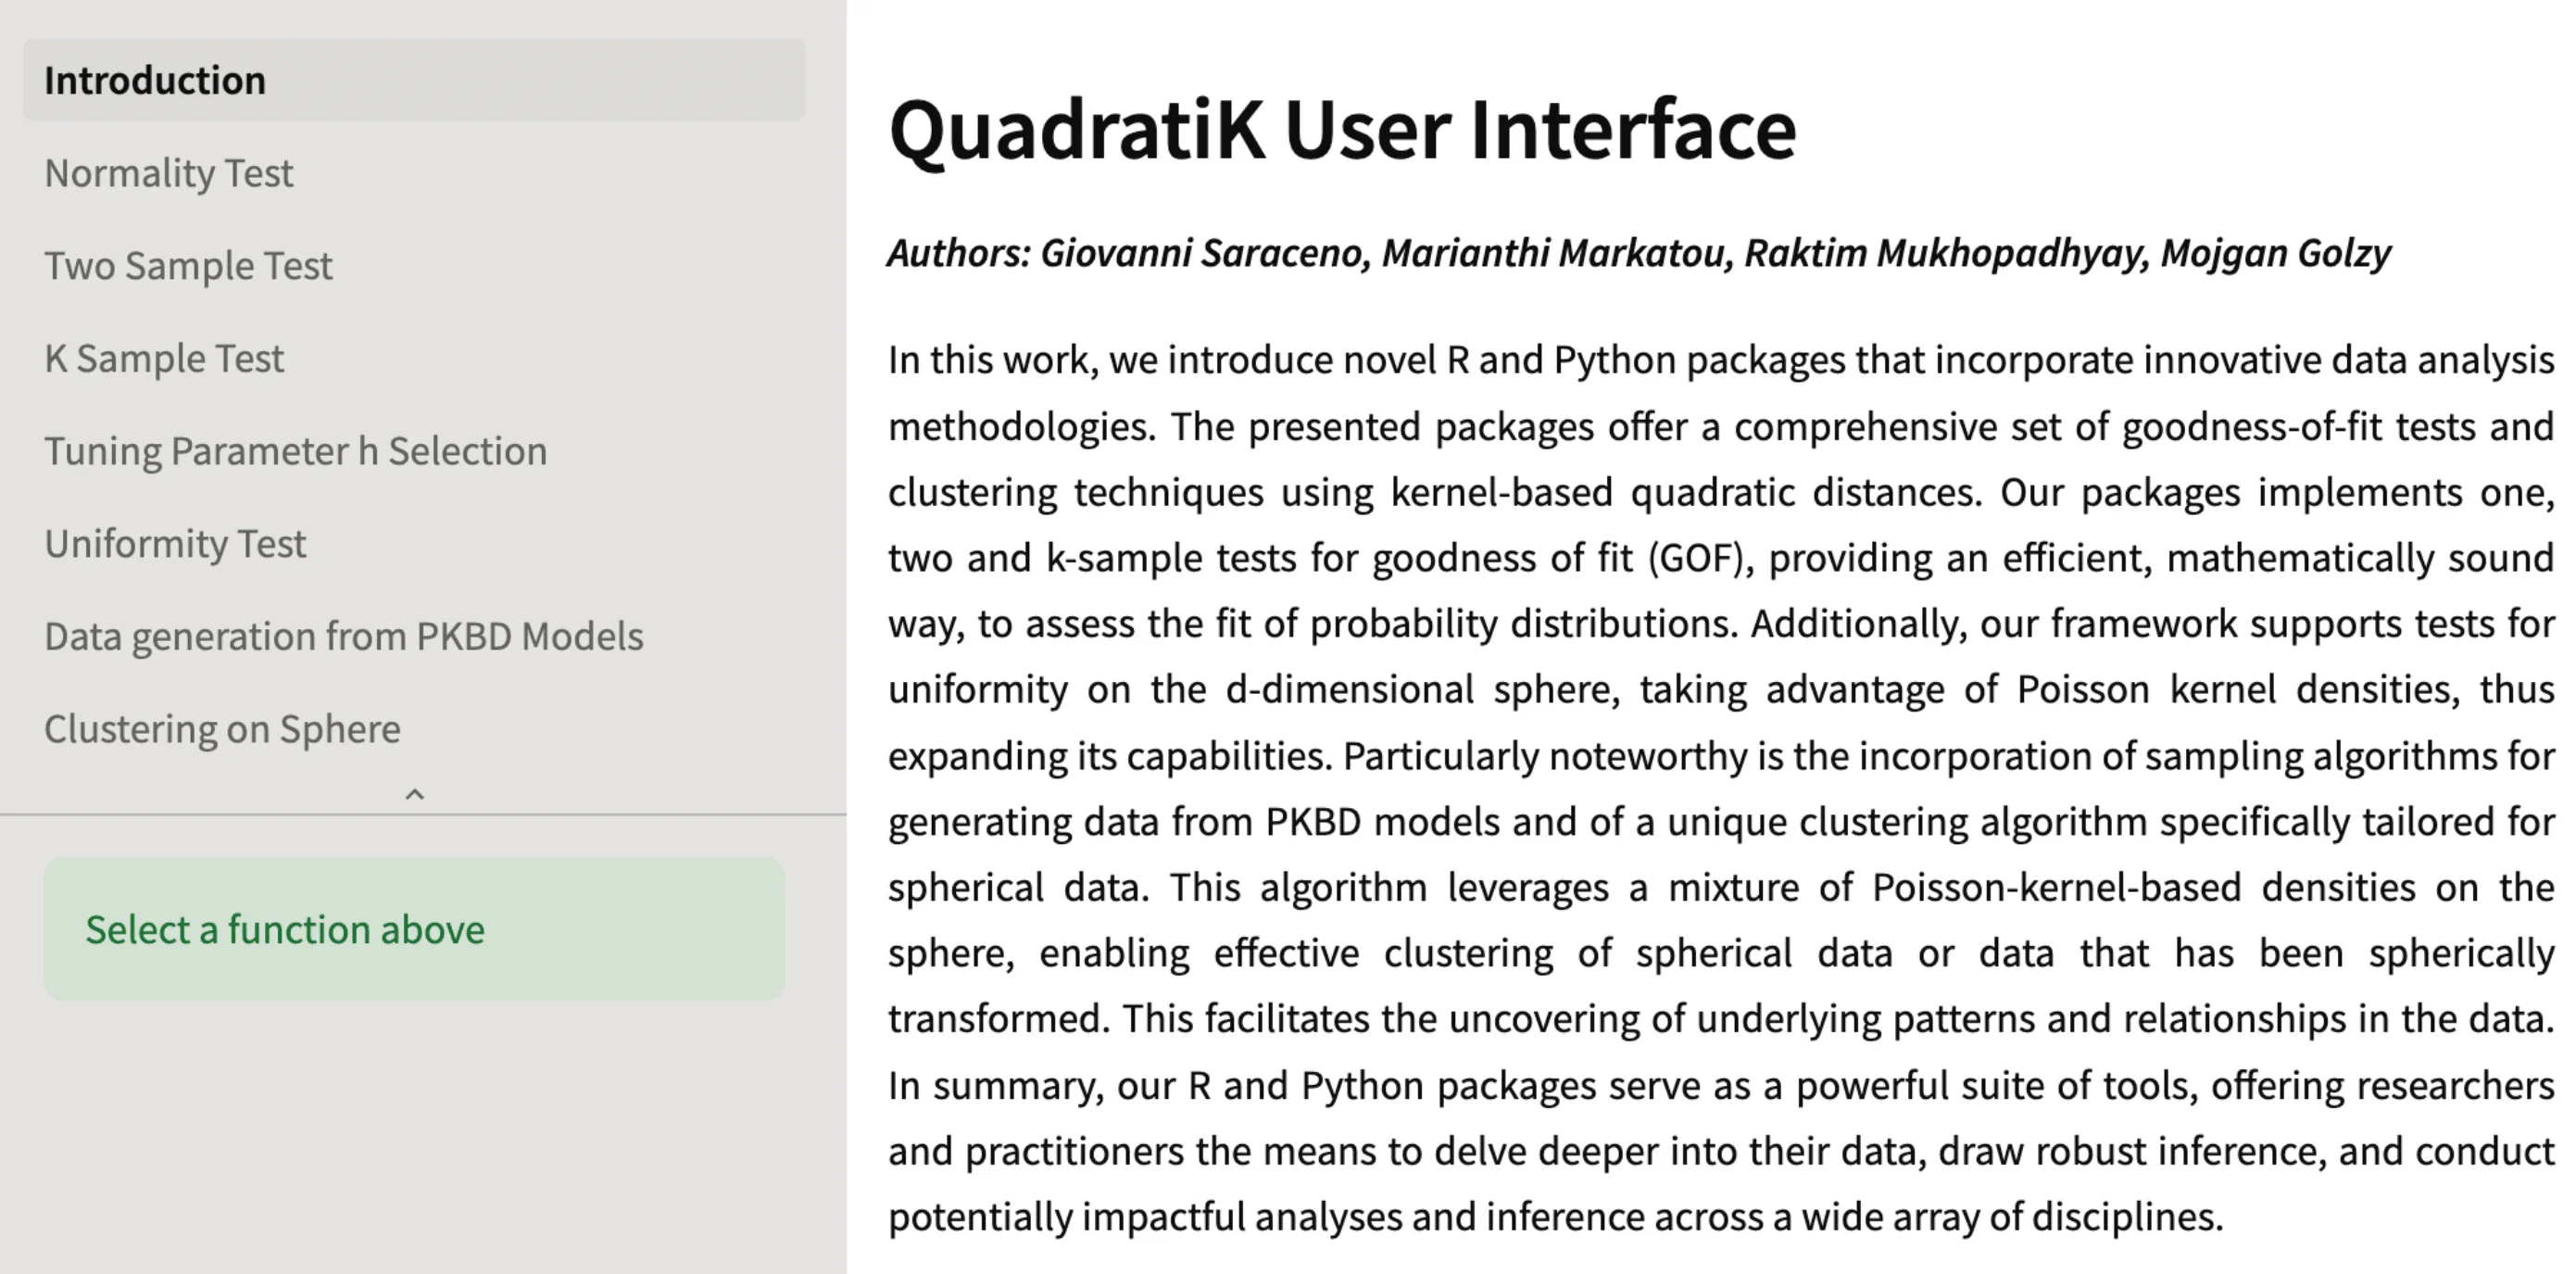 Introduction
Normality Test
Two Sample Test
K Sample Test
Tuning Parameter h Selection
Uniformity Test
Data generation from PKBD Models
Clustering on Sphere
Select a function above
QuadratiK User Interface
Authors: Giovanni Saraceno, Marianthi Markatou, Raktim Mukhopadhyay, Mojgan Golzy
In this work, we introduce novel R and Python packages that incorporate innovative data analysis
methodologies. The presented packages offer a comprehensive set of goodness-of-fit tests and
clustering techniques using kernel-based quadratic distances. Our packages implements one,
two and k-sample tests for goodness of fit (GOF), providing an efficient, mathematically sound
way, to assess the fit of probability distributions. Additionally, our framework supports tests for
uniformity on the d-dimensional sphere, taking advantage of Poisson kernel densities, thus
expanding its capabilities. Particularly noteworthy is the incorporation of sampling algorithms for
generating data from PKBD models and of a unique clustering algorithm specifically tailored for
spherical data. This algorithm leverages a mixture of Poisson-kernel-based densities on the
sphere, enabling effective clustering of spherical data or data that has been spherically
transformed. This facilitates the uncovering of underlying patterns and relationships in the data.
In summary, our R and Python packages serve as a powerful suite of tools, offering researchers
and practitioners the means to delve deeper into their data, draw robust inference, and conduct
potentially impactful analyses and inference across a wide array of disciplines.